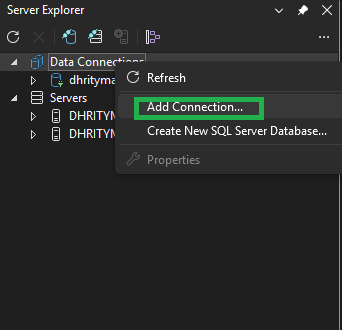 Server Explorer
Data Connections
Refresh
dhrityma
Add Connection...
Servers
DHRITYM
Create New SQL Server Database...
DHRITYM
Properties